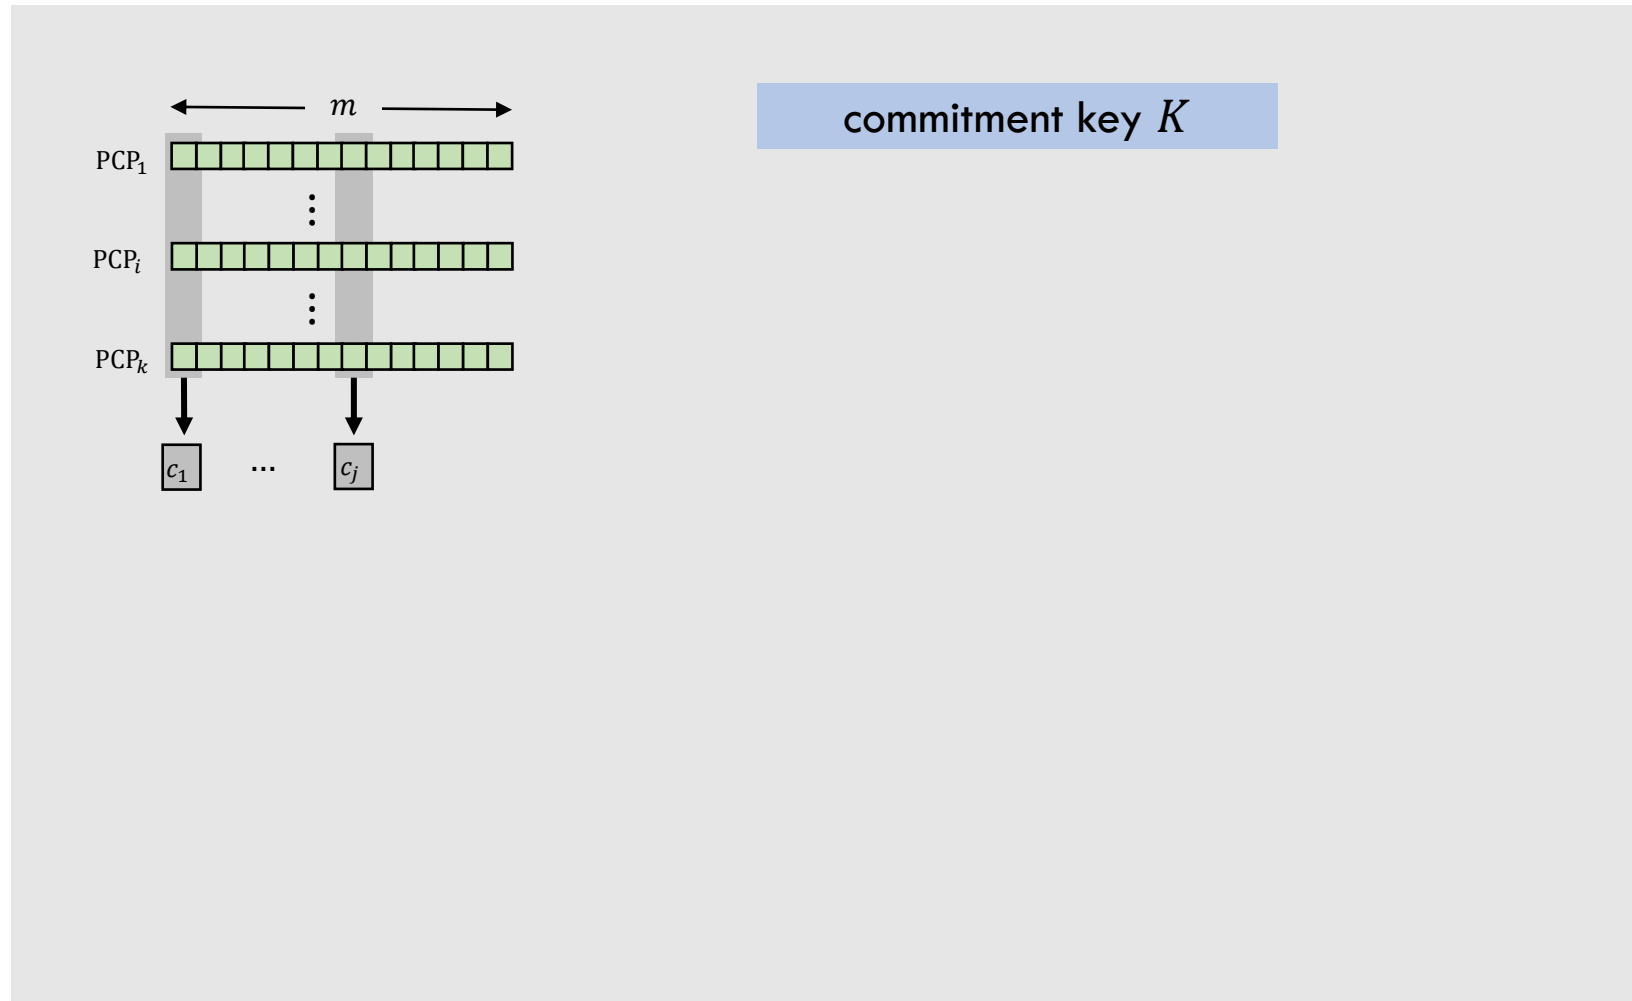 m
commitment key K
PCP₁
⋮
PCPᵢ
⋮
PCPₖ
c₁ ... cⱼ